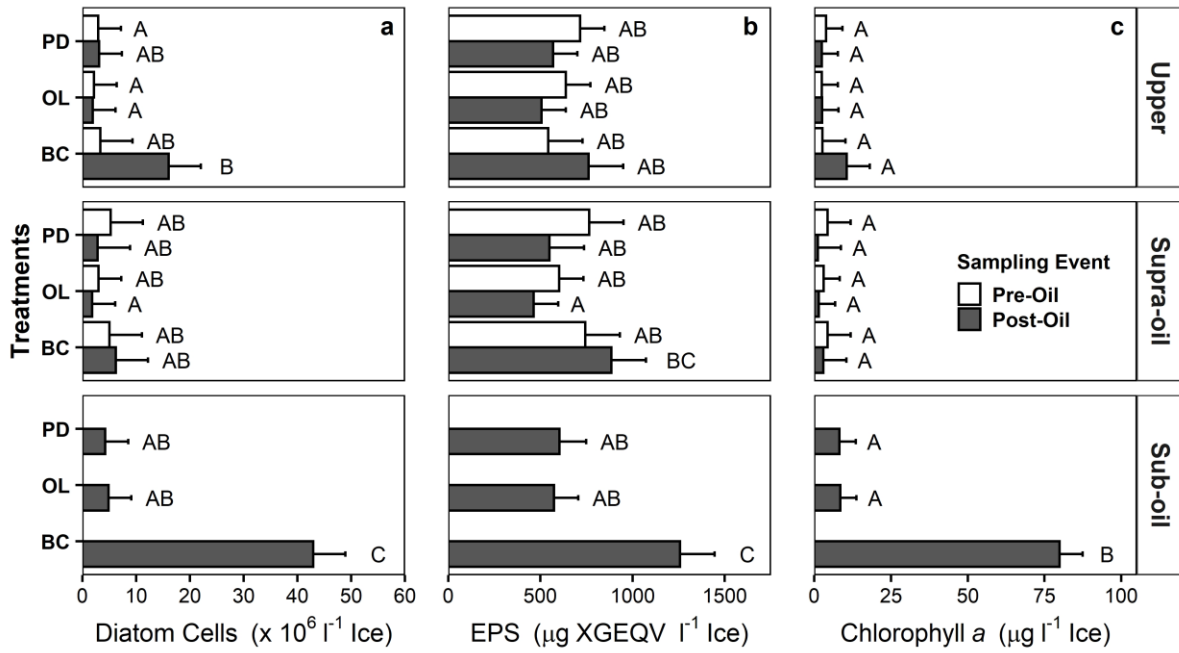 a
b
c
Treatments
PD
OL
BC
A
AB
A
A
AB
B
AB
AB
AB
AB
AB
AB
A
A
A
A
A
A
Upper
PD
OL
BC
AB
AB
AB
A
AB
AB
AB
AB
AB
A
AB
BC
A
A
A
A
A
A
Sampling Event
Pre-Oil
Post-Oil
Supra-oil
PD
OL
BC
AB
AB
C
AB
AB
C
A
A
B
Sub-oil
0 10 20 30 40 50 60
0 500 1000 1500
0 25 50 75 100
Diatom Cells (x 10⁶ l⁻¹ Ice)
EPS (µg XGEQV l⁻¹ Ice)
Chlorophyll a (µg l⁻¹ Ice)